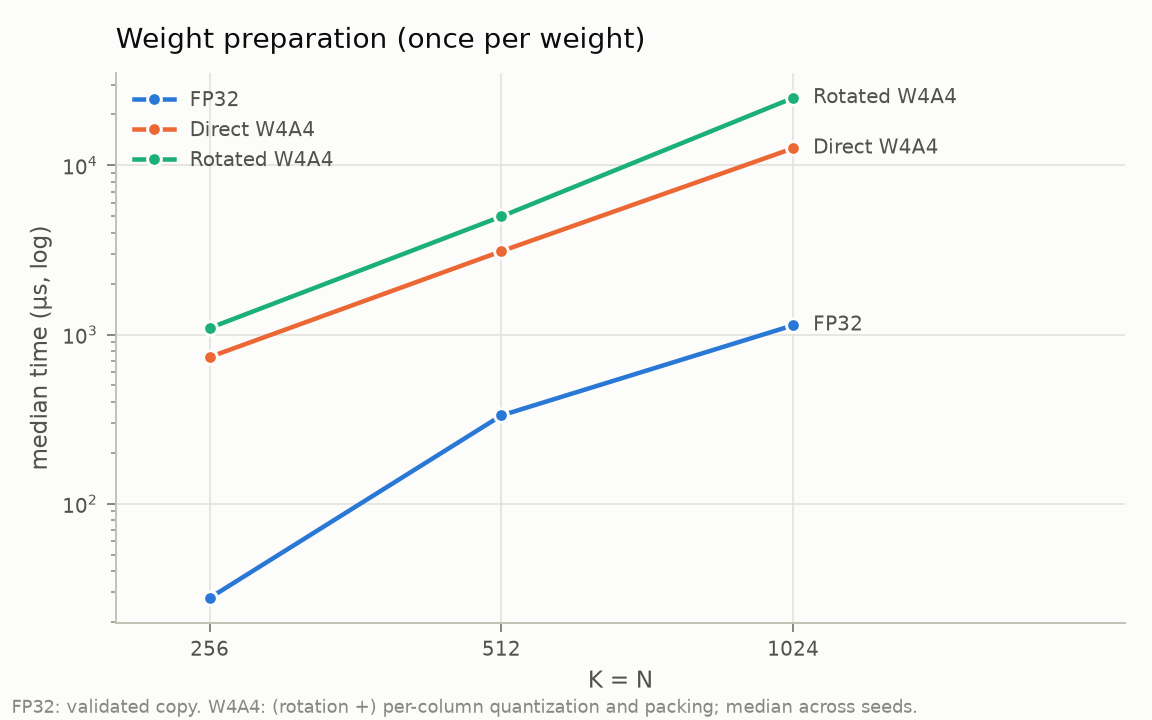 Weight preparation (once per weight)
FP32
Direct W4A4
Rotated W4A4
Rotated W4A4
Direct W4A4
FP32
10⁴
10³
10²
median time (µs, log)
256 512 1024
K = N
FP32: validated copy. W4A4: (rotation +) per-column quantization and packing; median across seeds.